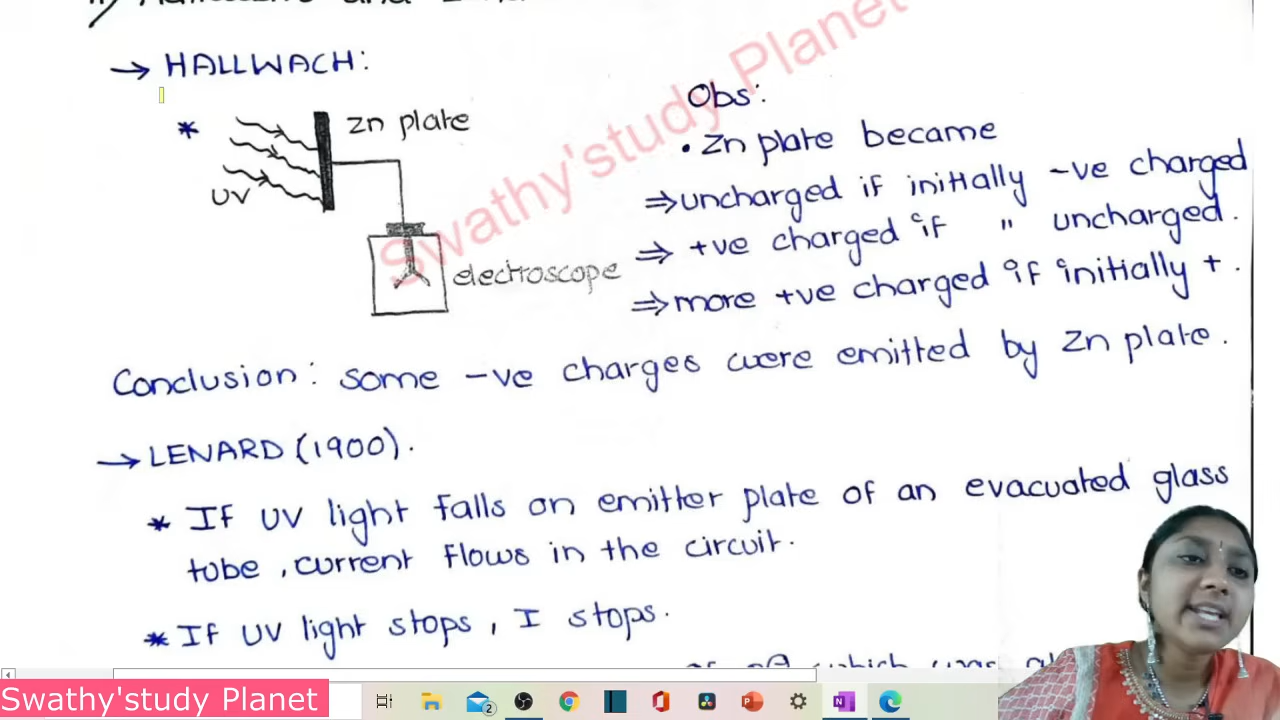 → HALLWACH:
* Zn plate
UV
electroscope
Obs:
• Zn plate became
⇒ uncharged if initially -ve charged
⇒ +ve charged if " uncharged.
⇒ more +ve charged if initially +.
Conclusion: some -ve charges were emitted by Zn plate.
→ LENARD (1900).
* If UV light falls on emitter plate of an evacuated glass
tube, current flows in the circuit.
* If UV light stops, I stops.
which was
Swathy'study Planet
Swathy'study Planet
2